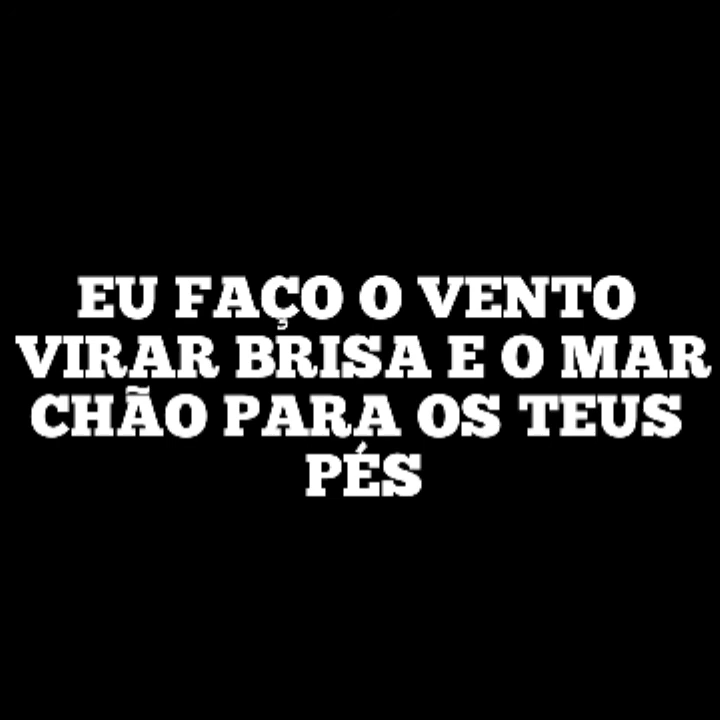 EU FAÇO O VENTO
VIRAR BRISA E O MAR
CHÃO PARA OS TEUS
PÉS